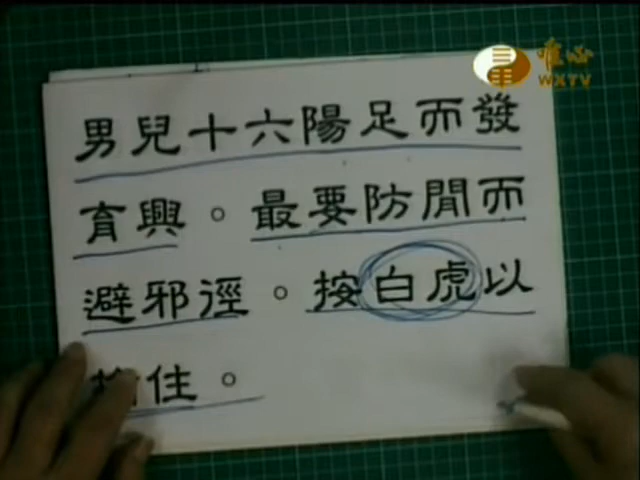 唯心
WXTV
男兒十六陽足而發
育興。最要防閒而
避邪徑。按白虎以
住。